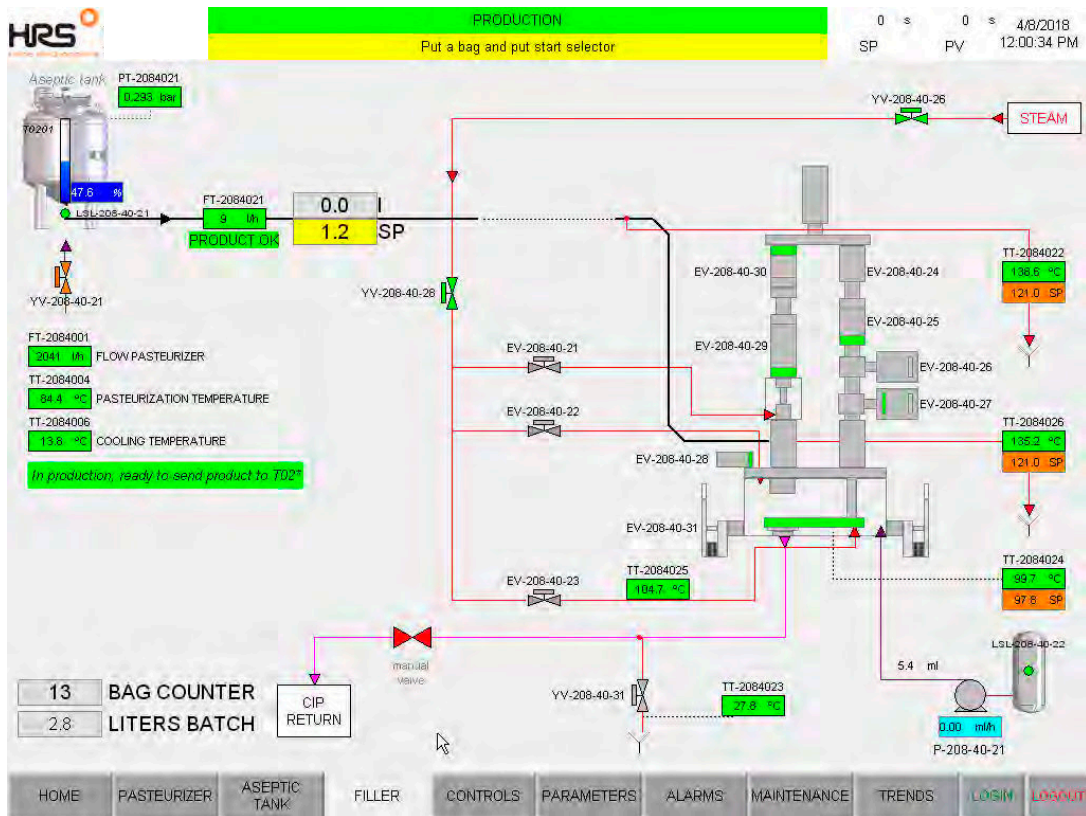 HRS
PRODUCTION
Put a bag and put start selector
0 s 0 s
SP PV
4/8/2018
12:00:34 PM
Aseptic tank
PT-2084021
0.293 bar
T0201
47.6 %
LSL-208-40-21
YV-208-40-21
FT-2084021
9 l/h
PRODUCT OK
0.0 l
1.2 SP
YV-208-40-26
STEAM
YV-208-40-28
EV-208-40-30
EV-208-40-24
TT-2084022
138.6 ºC
121.0 SP
EV-208-40-25
EV-208-40-29
EV-208-40-26
EV-208-40-27
EV-208-40-21
EV-208-40-22
FT-2084001
2041 l/h FLOW PASTEURIZER
TT-2084004
84.4 ºC PASTEURIZATION TEMPERATURE
TT-2084006
13.8 ºC COOLING TEMPERATURE
In production, ready to send product to T02*
TT-2084026
135.2 ºC
121.0 SP
EV-208-40-28
EV-208-40-31
EV-208-40-23
TT-2084025
104.7 ºC
TT-2084024
99.7 ºC
97.8 SP
manual
valve
LSL-208-40-22
5.4 ml
13 BAG COUNTER
2.8 LITERS BATCH
CIP
RETURN
YV-208-40-31
TT-2084023
27.8 ºC
0.00 ml/h
P-208-40-21
HOME
PASTEURIZER
ASEPTIC
TANK
FILLER
CONTROLS
PARAMETERS
ALARMS
MAINTENANCE
TRENDS
LOGIN
LOGOUT